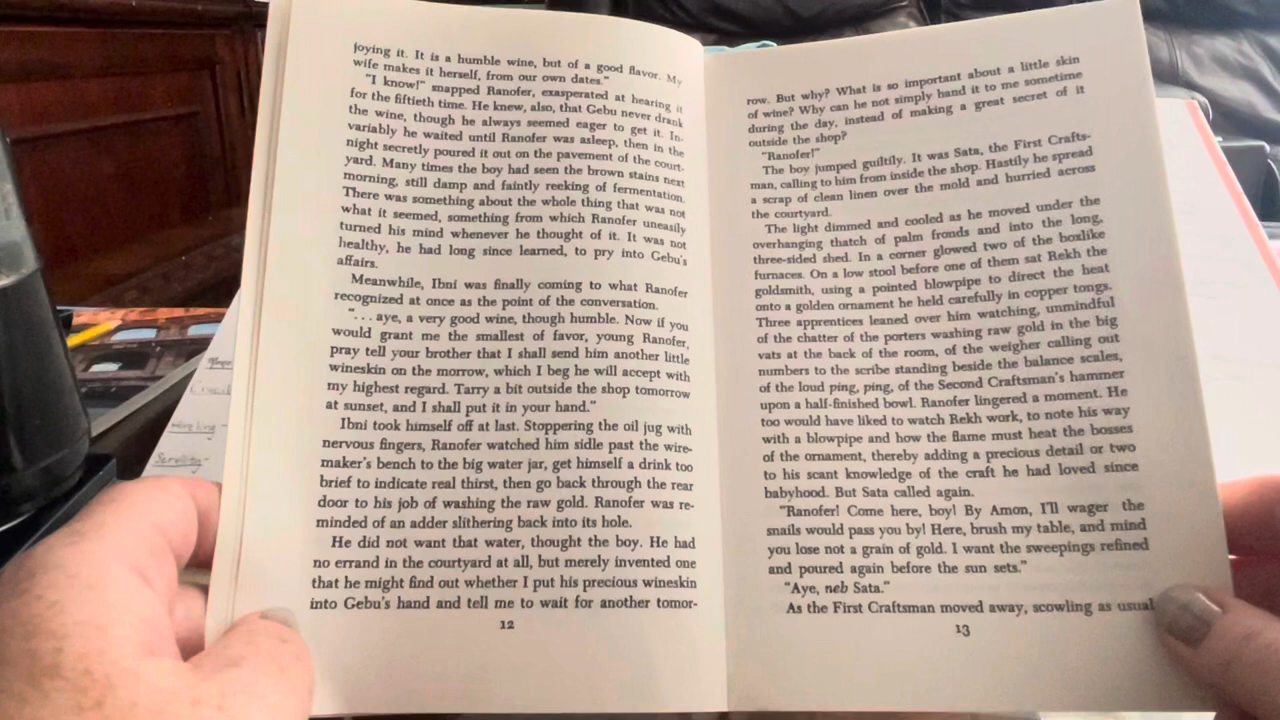 joying it. It is a humble wine, but of a good flavor. My
wife makes it herself, from our own dates."
"I know!" snapped Ranofer, exasperated at hearing it
for the fiftieth time. He knew, also, that Gebu never drank
the wine, though he always seemed eager to get it. In-
variably he waited until Ranofer was asleep, then in the
night secretly poured it out on the pavement of the court-
yard. Many times the boy had seen the brown stains next
morning, still damp and faintly reeking of fermentation.
There was something about the whole thing that was not
what it seemed, something from which Ranofer uneasily
turned his mind whenever he thought of it. It was not
healthy, he had long since learned, to pry into Gebu's
affairs.
Meanwhile, Ibni was finally coming to what Ranofer
recognized at once as the point of the conversation.
". . . aye, a very good wine, though humble. Now if you
would grant me the smallest of favor, young Ranofer,
pray tell your brother that I shall send him another little
wineskin on the morrow, which I beg he will accept with
my highest regard. Tarry a bit outside the shop tomorrow
at sunset, and I shall put it in your hand."
Ibni took himself off at last. Stoppering the oil jug with
nervous fingers, Ranofer watched him sidle past the wire-
maker's bench to the big water jar, get himself a drink too
brief to indicate real thirst, then go back through the rear
door to his job of washing the raw gold. Ranofer was re-
minded of an adder slithering back into its hole.
He did not want that water, thought the boy. He had
no errand in the courtyard at all, but merely invented one
that he might find out whether I put his precious wineskin
into Gebu's hand and tell me to wait for another tomor-
12
row. But why? What is so important about a little skin
of wine? Why can he not simply hand it to me sometime
during the day, instead of making a great secret of it
outside the shop?
"Ranofer!"
The boy jumped guiltily. It was Sata, the First Crafts-
man, calling to him from inside the shop. Hastily he spread
a scrap of clean linen over the mold and hurried across
the courtyard.
The light dimmed and cooled as he moved under the
overhanging thatch of palm fronds and into the long,
three-sided shed. In a corner glowed two of the boxlike
furnaces. On a low stool before one of them sat Rekh the
goldsmith, using a pointed blowpipe to direct the heat
onto a golden ornament he held carefully in copper tongs.
Three apprentices leaned over him watching, unmindful
of the chatter of the porters washing raw gold in the big
vats at the back of the room, of the weigher calling out
numbers to the scribe standing beside the balance scales,
of the loud ping, ping, of the Second Craftsman's hammer
upon a half-finished bowl. Ranofer lingered a moment. He
too would have liked to watch Rekh work, to note his way
with a blowpipe and how the flame must heat the bosses
of the ornament, thereby adding a precious detail or two
to his scant knowledge of the craft he had loved since
babyhood. But Sata called again.
"Ranofer! Come here, boy! By Amon, I'll wager the
snails would pass you by! Here, brush my table, and mind
you lose not a grain of gold. I want the sweepings refined
and poured again before the sun sets."
"Aye, neb Sata."
As the First Craftsman moved away, scowling as usual
13